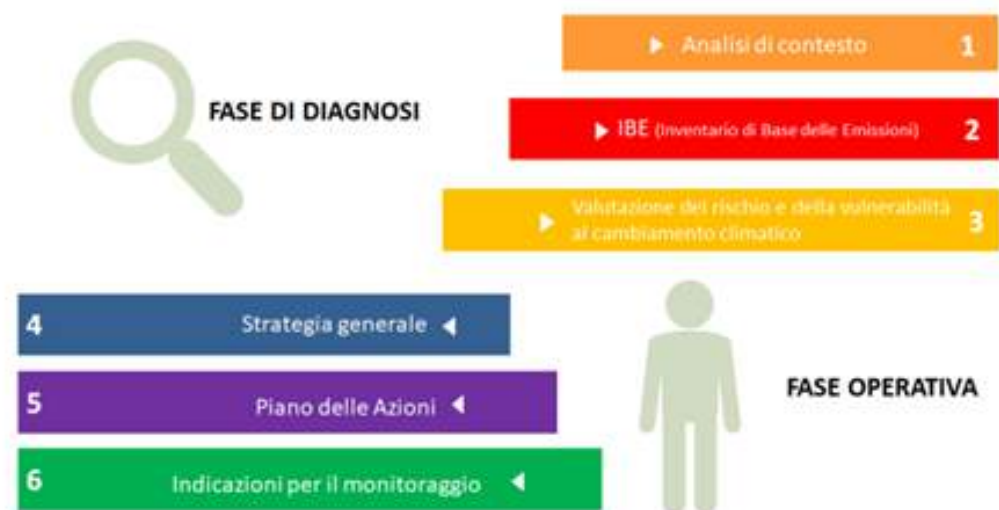 Analisi di contesto 1
FASE DI DIAGNOSI
IBE (Inventario di Base delle Emissioni) 2
Valutazione del rischio e della vulnerabilità 3
al cambiamento climatico
4 Strategia generale
FASE OPERATIVA
5 Piano delle Azioni
6 Indicazioni per il monitoraggio